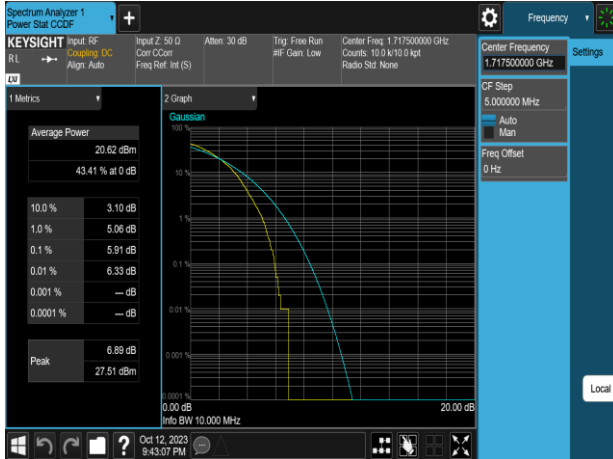 Spectrum Analyzer 1
Power Stat CCDF
Frequency
KEYSIGHT
RL
Input: RF
Coupling: DC
Align: Auto
Input Z: 50 Ω
Corr CCorr
Freq Ref: Int (S)
Atten: 30 dB
Trig: Free Run
#IF Gain: Low
Center Freq: 1.717500000 GHz
Counts: 10.0 k/10.0 kpt
Radio Std: None
LXI
1 Metrics
Average Power
20.62 dBm
43.41 % at 0 dB
10.0 % 3.10 dB
1.0 % 5.06 dB
0.1 % 5.91 dB
0.01 % 6.33 dB
0.001 % --- dB
0.0001 % --- dB
Peak
6.89 dB
27.51 dBm
2 Graph
Gaussian
100 %
10 %
1 %
0.1 %
0.01 %
0.001 %
0.0001 %
0.00 dB 20.00 dB
Info BW 10.000 MHz
Center Frequency
1.717500000 GHz
CF Step
5.000000 MHz
Auto
Man
Freq Offset
0 Hz
Settings
Local
Oct 12, 2023
9:43:07 PM